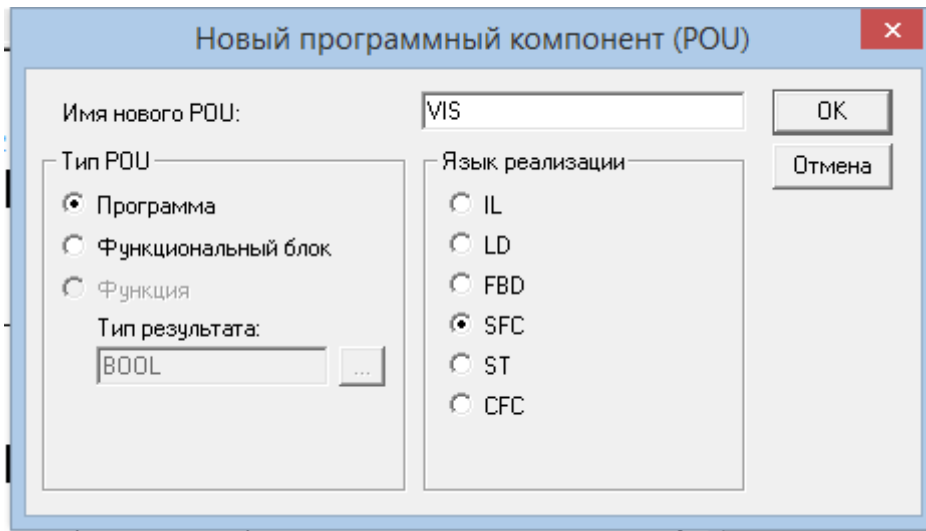 Новый программный компонент (POU)
Имя нового POU:
VIS
OK
Отмена
Тип POU
Программа
Функциональный блок
Функция
Тип результата:
BOOL
...
Язык реализации
IL
LD
FBD
SFC
ST
CFC